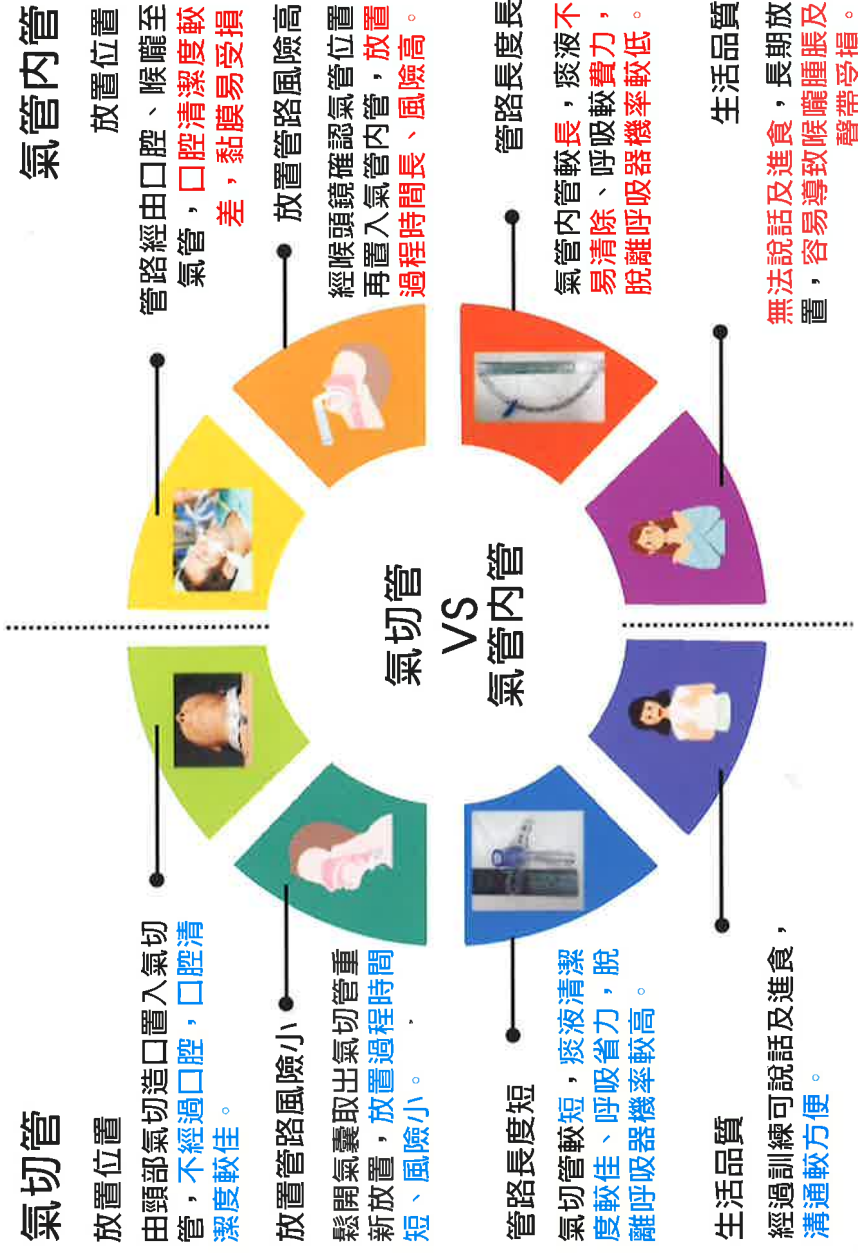 氣切管
放置位置
由頸部氣切造口置入氣切
管，不經過口腔，口腔清
潔度較佳。
放置管路風險小
鬆開氣囊取出氣切管重
新放置，放置過程時間
短、風險小。
管路長度短
氣切管較短，痰液清潔
度較佳、呼吸省力，脫
離呼吸器機率較高。
生活品質
經過訓練可說話及進食，
溝通較方便。
氣切管
VS
氣管内管
氣管内管
放置位置
管路經由口腔、喉嚨至
氣管，口腔清潔度較
差，黏膜易受損
放置管路風險高
經喉頭鏡確認氣管位置
再置入氣管内管，放置
過程時間長、風險高。
管路長度長
氣管内管較長，痰液不
易清除、呼吸較費力，
脫離呼吸器機率較低。
生活品質
無法說話及進食，長期放
置，容易導致喉嚨腫脹及
聲帶受損。